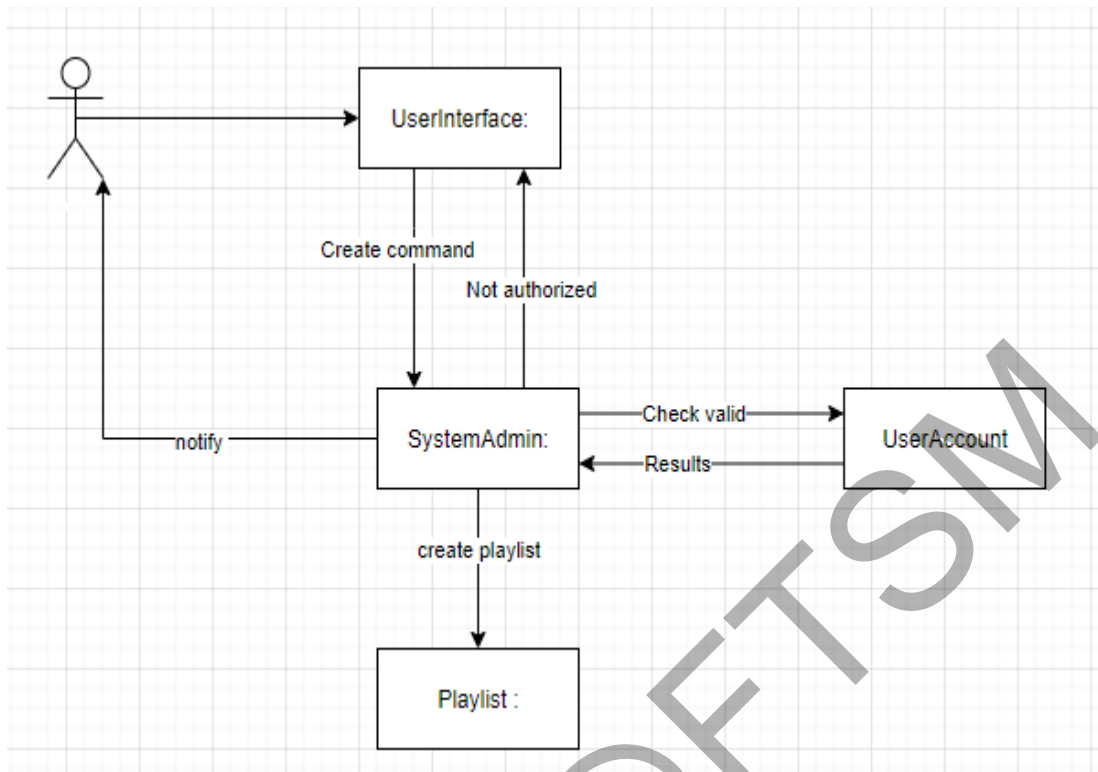 UserInterface:
Create command
Not authorized
Check valid
SystemAdmin:
UserAccount
notify
Results
create playlist
Playlist :
OFTSM